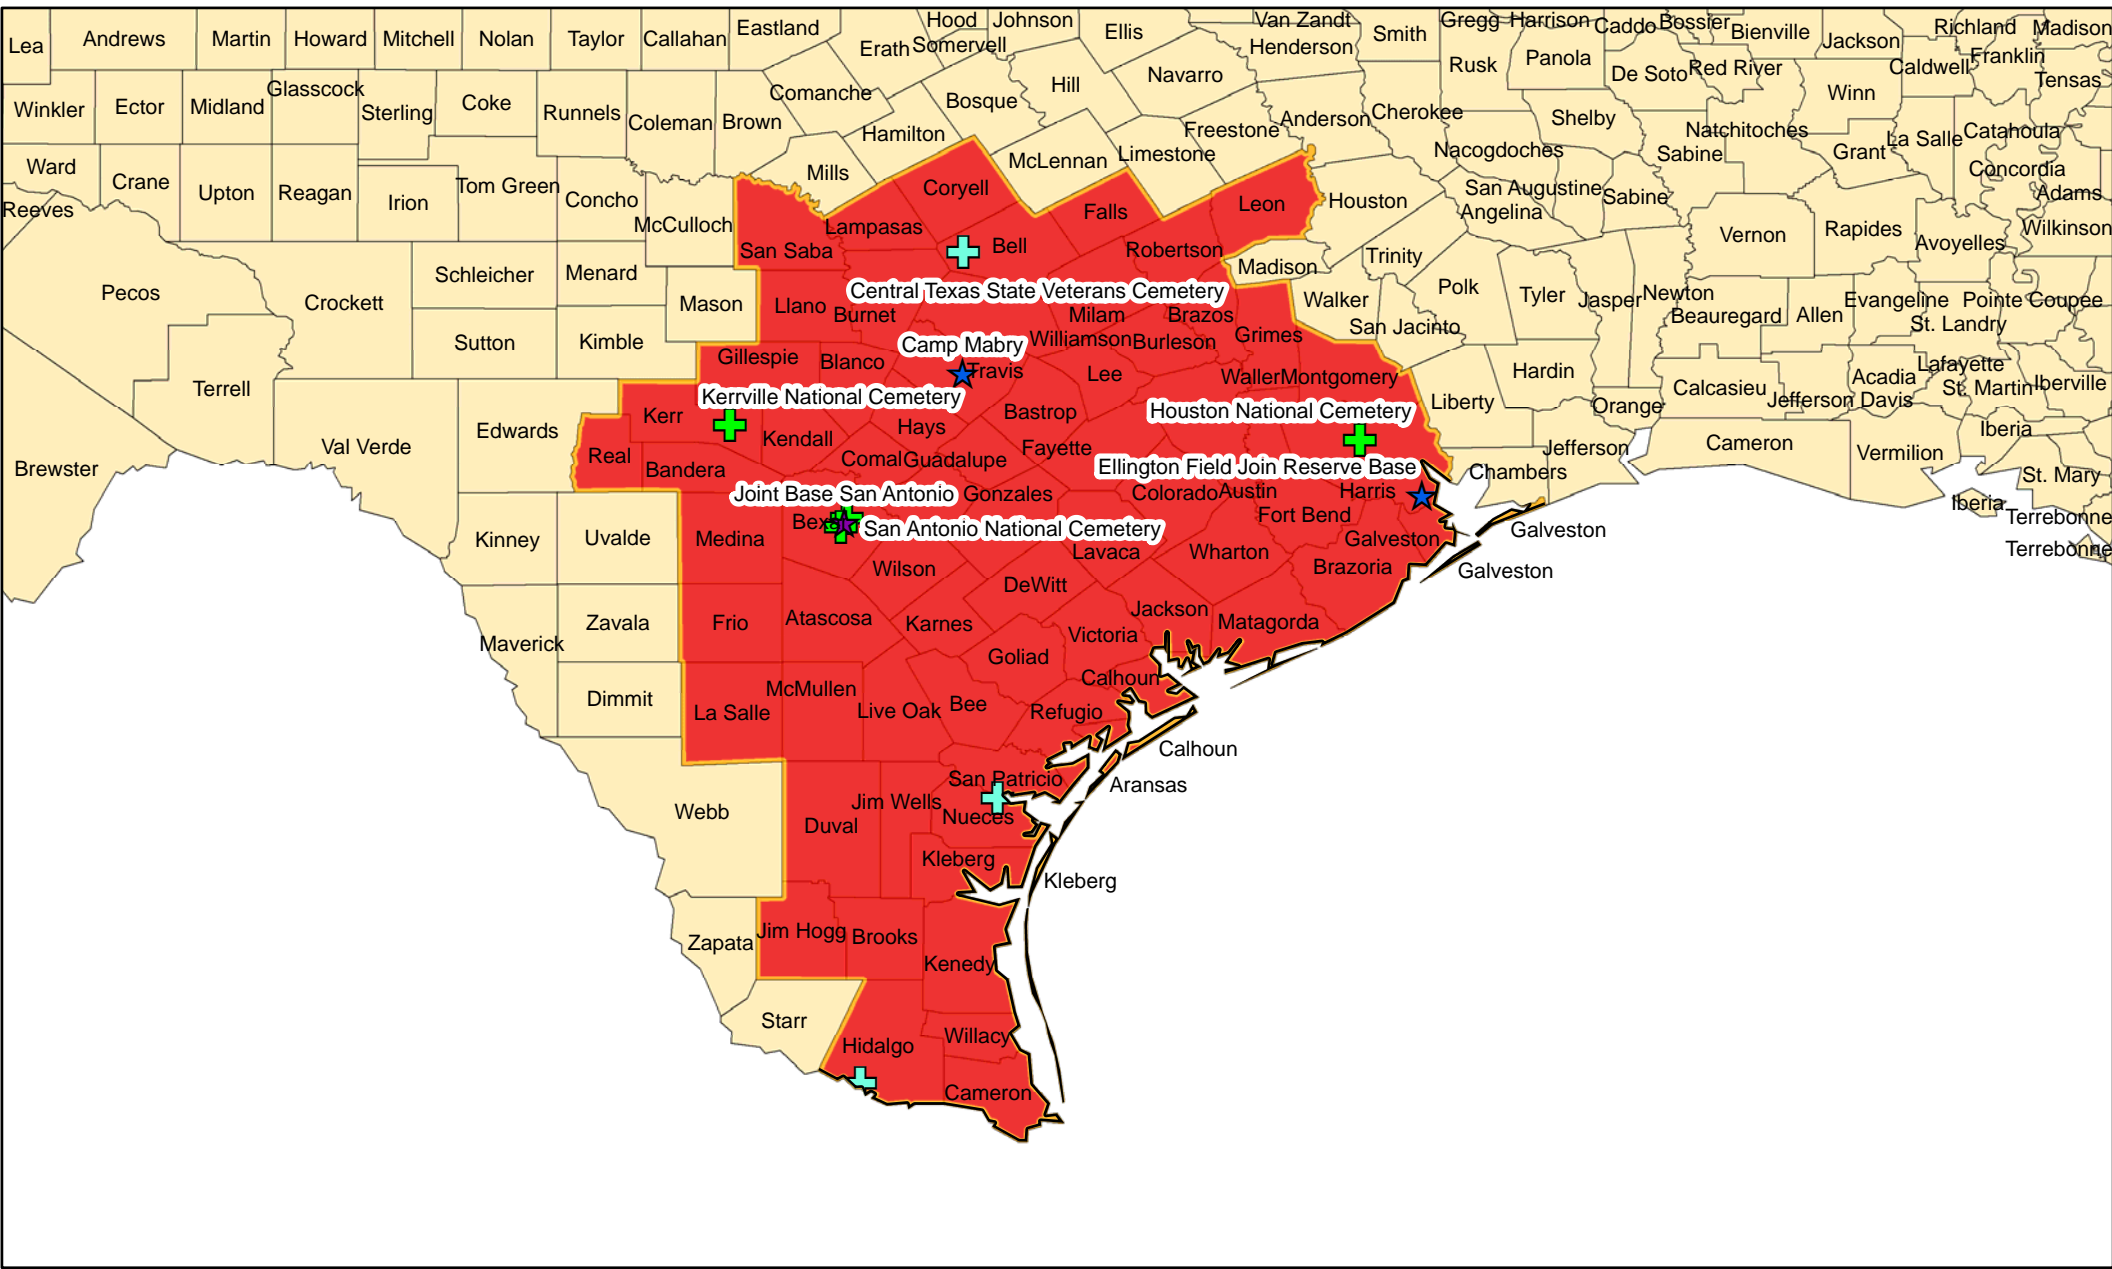 Hood
Johnson
Van Zandt
Gregg
Harrison
Caddo
Bossier
Richland
Madison
Lea
Andrews
Martin
Howard
Mitchell
Nolan
Taylor
Callahan
Eastland
Erath
Somervell
Ellis
Henderson
Smith
Bienville
Jackson
Franklin
Rusk
Panola
De Soto
Red River
Caldwell
Tensas
Winkler
Ector
Midland
Glasscock
Sterling
Coke
Runnels
Coleman
Brown
Comanche
Bosque
Hill
Navarro
Winn
Anderson
Cherokee
Shelby
Hamilton
Freestone
Natchitoches
La Salle
Catahoula
Ward
Crane
Upton
Reagan
Irion
Tom Green
Concho
McCulloch
Mills
McLennan
Limestone
Nacogdoches
Sabine
Grant
Concordia
Adams
Reeves
Coryell
Falls
Leon
Houston
San Augustine
Angelina
Sabine
Lampasas
San Saba
Bell
Robertson
Madison
Trinity
Vernon
Rapides
Avoyelles
Wilkinson
Pecos
Crockett
Schleicher
Menard
Mason
Central Texas State Veterans Cemetery
Llano
Burnet
Milam
Brazos
Walker
Polk
Tyler
Jasper
Newton
Beauregard
Allen
Evangeline
Pointe Coupee
St. Landry
Sutton
Kimble
Camp Mabry
Williamson
Burleson
Grimes
San Jacinto
Gillespie
Blanco
Travis
Lee
Waller
Montgomery
Hardin
Lafayette
Terrell
Calcasieu
Jefferson Davis
Acadia
St. Martin
Iberville
Kerrville National Cemetery
Houston National Cemetery
Liberty
Orange
Kerr
Bastrop
Hays
Edwards
Val Verde
Kendall
Fayette
Iberia
Brewster
Real
Bandera
Comal
Guadalupe
Ellington Field Join Reserve Base
Jefferson
Chambers
Cameron
Vermilion
St. Mary
Joint Base San Antonio
Gonzales
Colorado
Austin
Harris
Iberia
Bexa
San Antonio National Cemetery
Fort Bend
Terrebonne
Galveston
Kinney
Uvalde
Medina
Lavaca
Wharton
Galveston
Terrebonne
Wilson
DeWitt
Brazoria
Galveston
Zavala
Frio
Atascosa
Karnes
Jackson
Matagorda
Maverick
Victoria
Goliad
Calhoun
Dimmit
La Salle
McMullen
Live Oak
Bee
Refugio
Calhoun
San Patricio
Aransas
Webb
Duval
Jim Wells
Nueces
Kleberg
Kleberg
Zapata
Jim Hogg
Brooks
Kenedy
Starr
Hidalgo
Willacy
Cameron